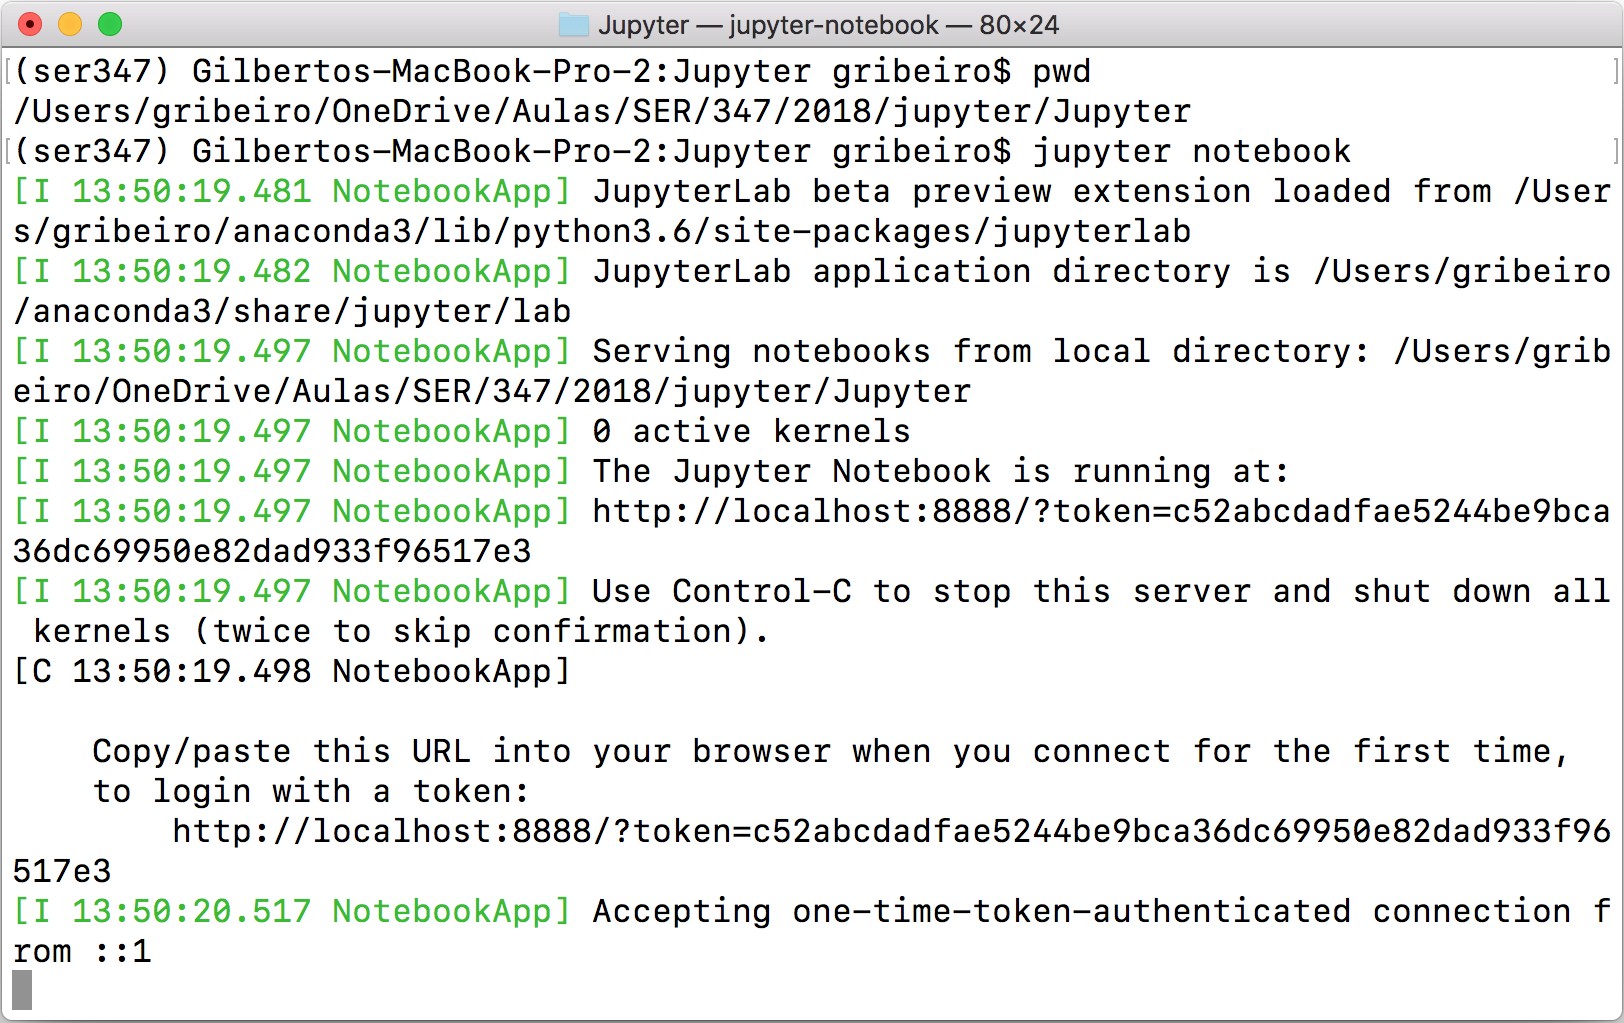 Jupyter — jupyter-notebook — 80×24
(ser347) Gilbertos-MacBook-Pro-2:Jupyter gribeiro$ pwd
/Users/gribeiro/OneDrive/Aulas/SER/347/2018/jupyter/Jupyter
(ser347) Gilbertos-MacBook-Pro-2:Jupyter gribeiro$ jupyter notebook
[I 13:50:19.481 NotebookApp] JupyterLab beta preview extension loaded from /User
s/gribeiro/anaconda3/lib/python3.6/site-packages/jupyterlab
[I 13:50:19.482 NotebookApp] JupyterLab application directory is /Users/gribeiro
/anaconda3/share/jupyter/lab
[I 13:50:19.497 NotebookApp] Serving notebooks from local directory: /Users/grib
eiro/OneDrive/Aulas/SER/347/2018/jupyter/Jupyter
[I 13:50:19.497 NotebookApp] 0 active kernels
[I 13:50:19.497 NotebookApp] The Jupyter Notebook is running at:
[I 13:50:19.497 NotebookApp] http://localhost:8888/?token=c52abcdadfae5244be9bca
36dc69950e82dad933f96517e3
[I 13:50:19.497 NotebookApp] Use Control-C to stop this server and shut down all
 kernels (twice to skip confirmation).
[C 13:50:19.498 NotebookApp]
    Copy/paste this URL into your browser when you connect for the first time,
    to login with a token:
        http://localhost:8888/?token=c52abcdadfae5244be9bca36dc69950e82dad933f96
517e3
[I 13:50:20.517 NotebookApp] Accepting one-time-token-authenticated connection f
rom ::1